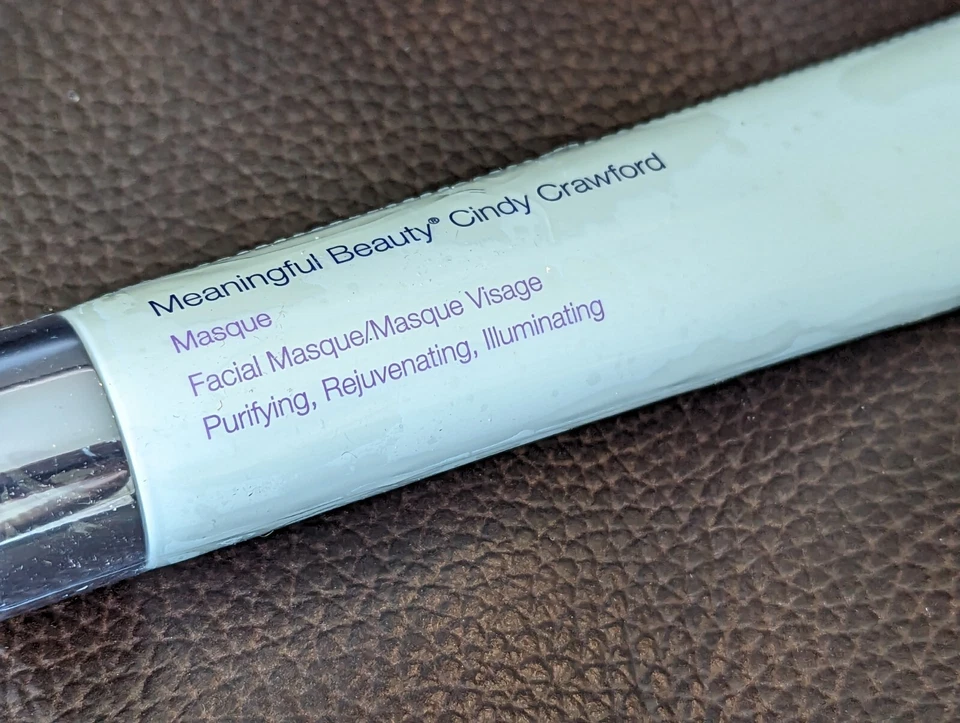 Meaningful Beauty® Cindy Crawford
Masque
Facial Masque/Masque Visage
Purifying, Rejuvenating, Illuminating